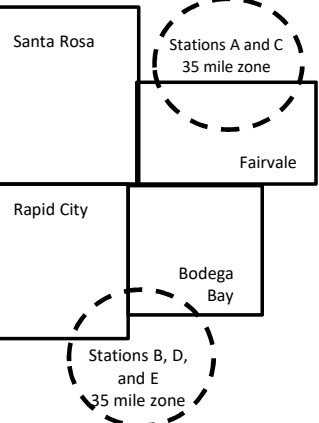 Santa Rosa
Stations A and C
35 mile zone
Fairvale
Rapid City
Bodega
Bay
Stations B, D,
and E
35 mile zone